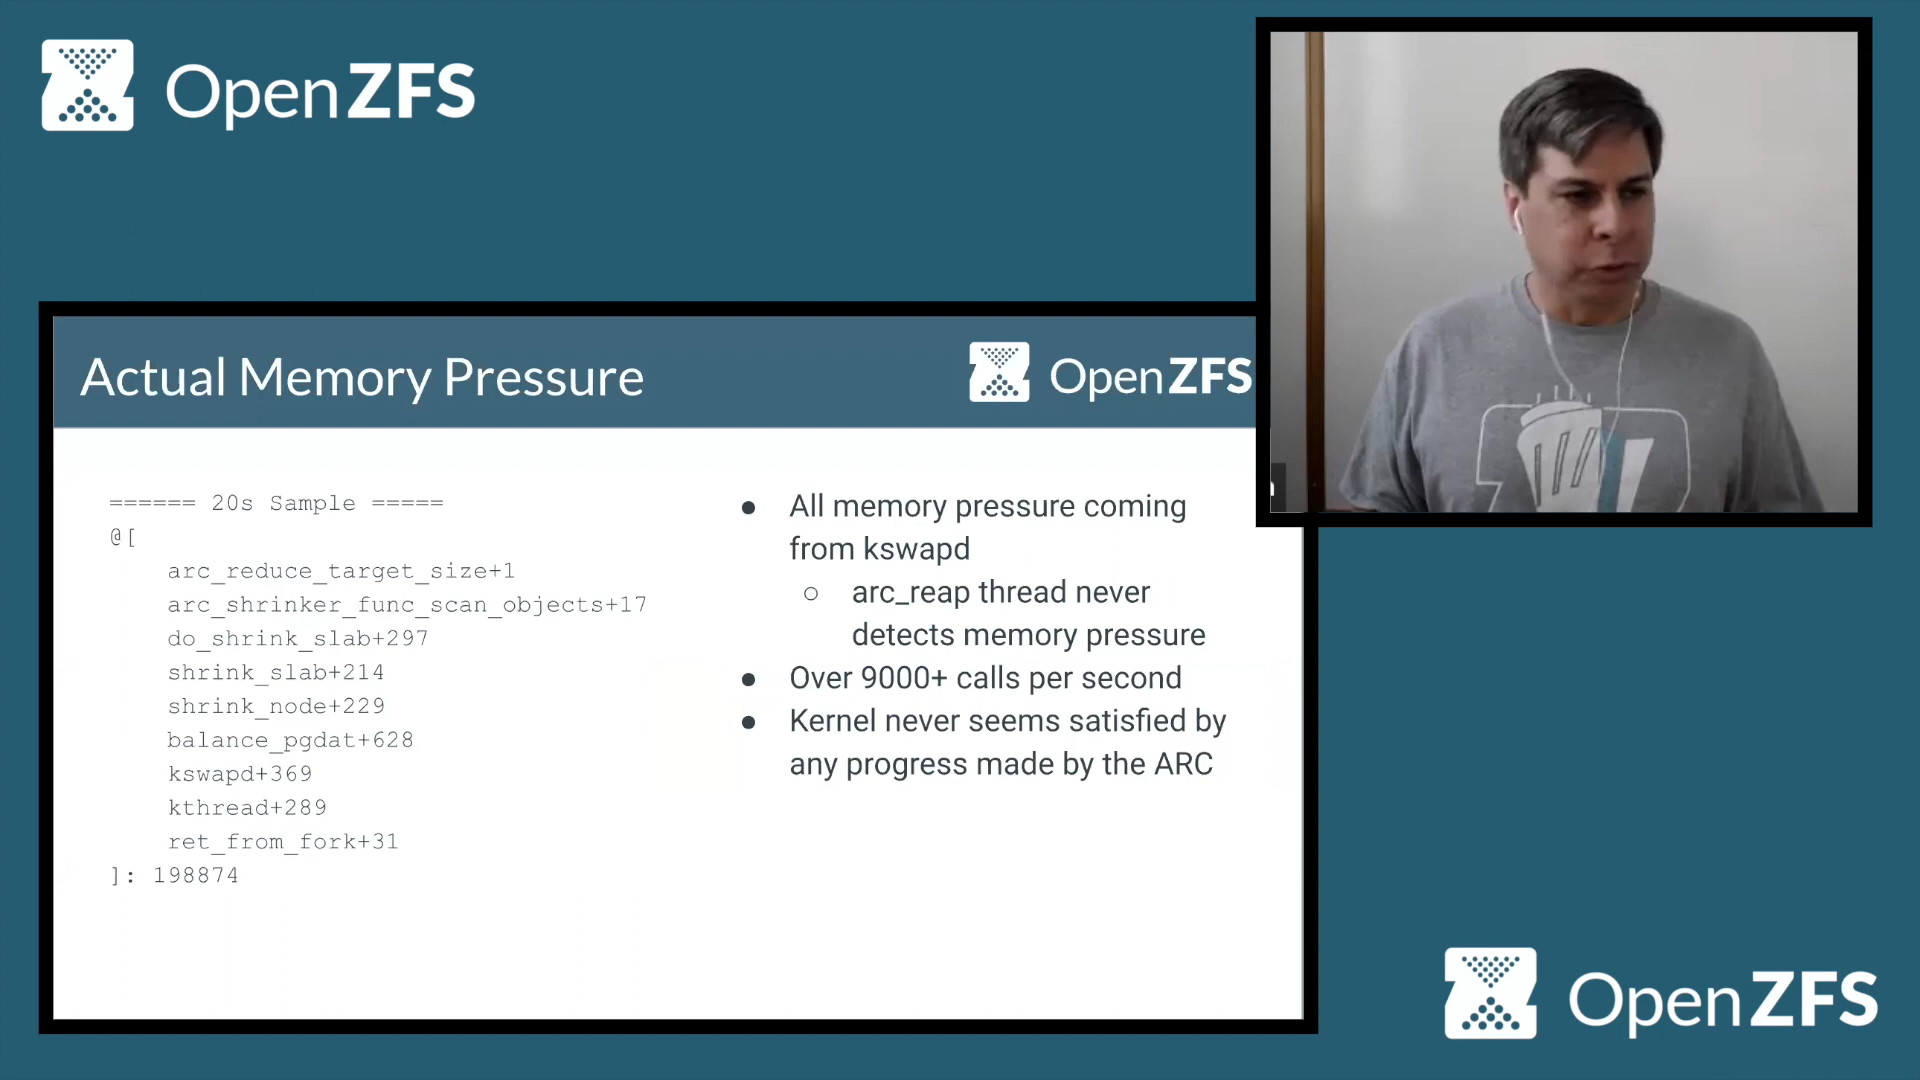 OpenZFS
Actual Memory Pressure
OpenZFS
====== 20s Sample =====
@[
arc_reduce_target_size+1
arc_shrinker_func_scan_objects+17
do_shrink_slab+297
shrink_slab+214
shrink_node+229
balance_pgdat+628
kswapd+369
kthread+289
ret_from_fork+31
]: 198874
● All memory pressure coming
from kswapd
○ arc_reap thread never
detects memory pressure
● Over 9000+ calls per second
● Kernel never seems satisfied by
any progress made by the ARC
OpenZFS